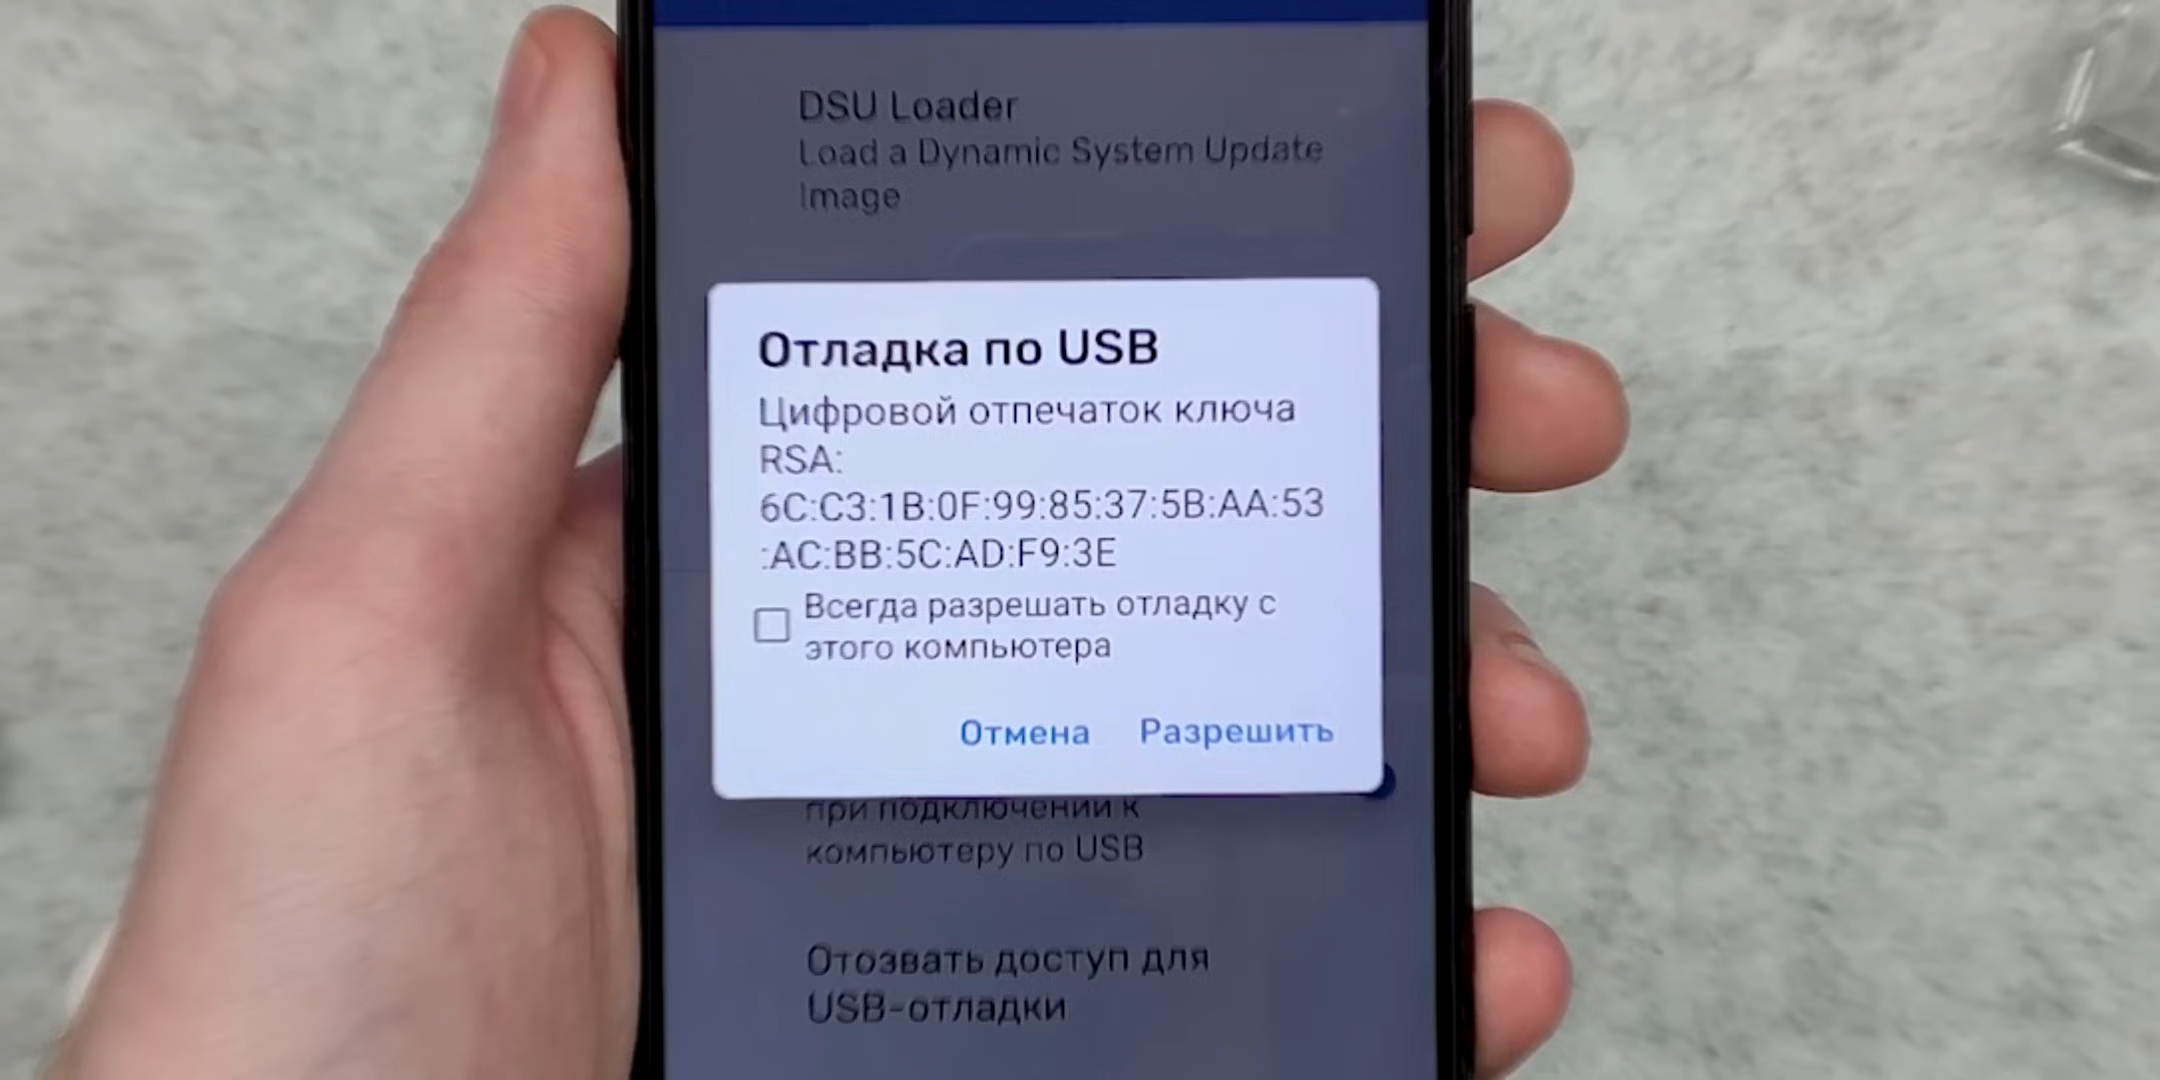 DSU Loader
Load a Dynamic System Update
Image
Отладка по USB
Цифровой отпечаток ключа
RSA:
6C:C3:1B:0F:99:85:37:5B:AA:53
:AC:BB:5C:AD:F9:3E
Всегда разрешать отладку с
этого компьютера
Отмена Разрешить
при подключении к
компьютеру по USB
Отозвать доступ для
USB-отладки